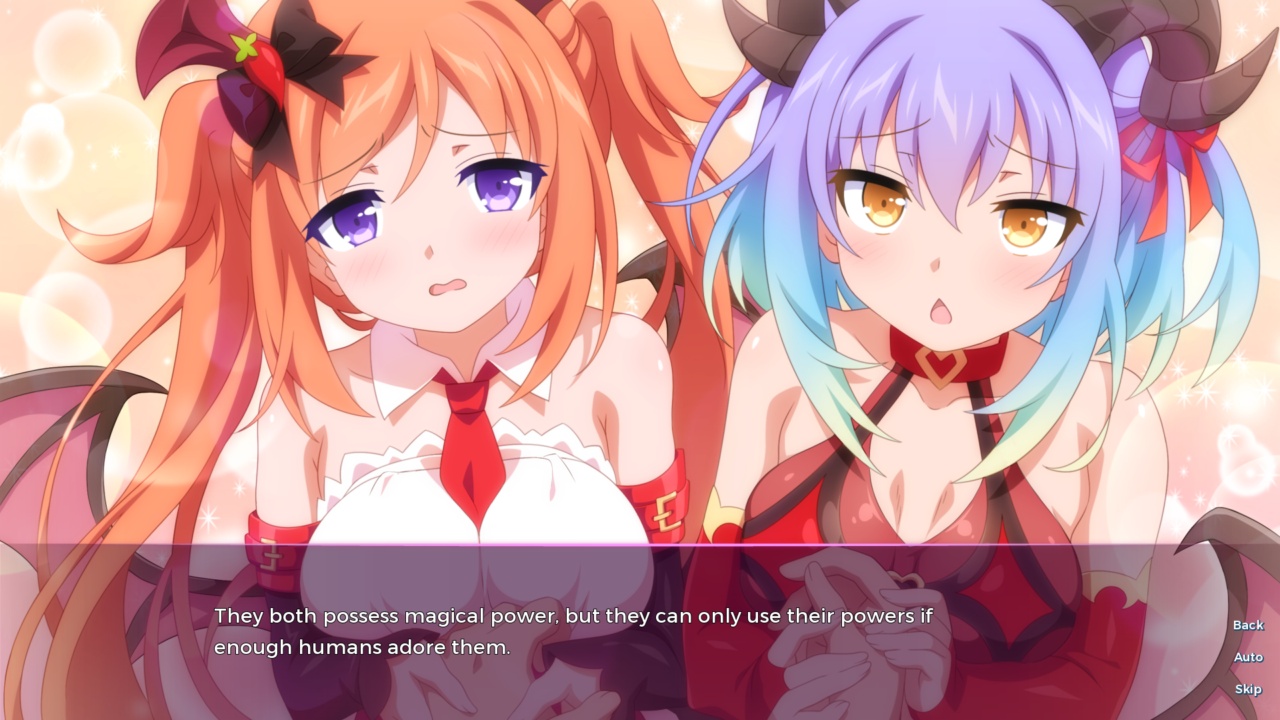 They both possess magical power, but they can only use their powers if
enough humans adore them.
Back
Auto
Skip